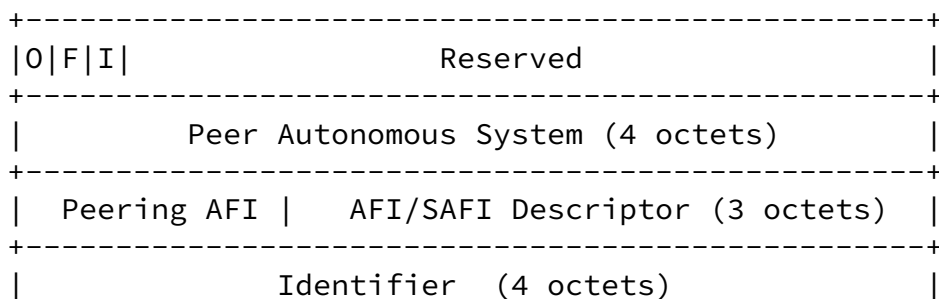 +--------------------------------------------------+
|O|F|I|                 Reserved                   |
+--------------------------------------------------+
|         Peer Autonomous System (4 octets)        |
+--------------------------------------------------+
|  Peering AFI |   AFI/SAFI Descriptor (3 octets)  |
+--------------------------------------------------+
|              Identifier  (4 octets)              |